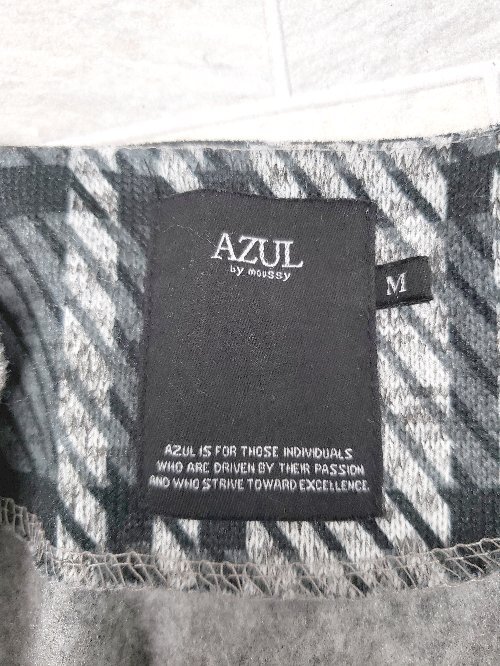 AZUL
by moussy
M
AZUL IS FOR THOSE INDIVIDUALS
WHO ARE DRIVEN BY THEIR PASSION
AND WHO STRIVE TOWARD EXCELLENCE.